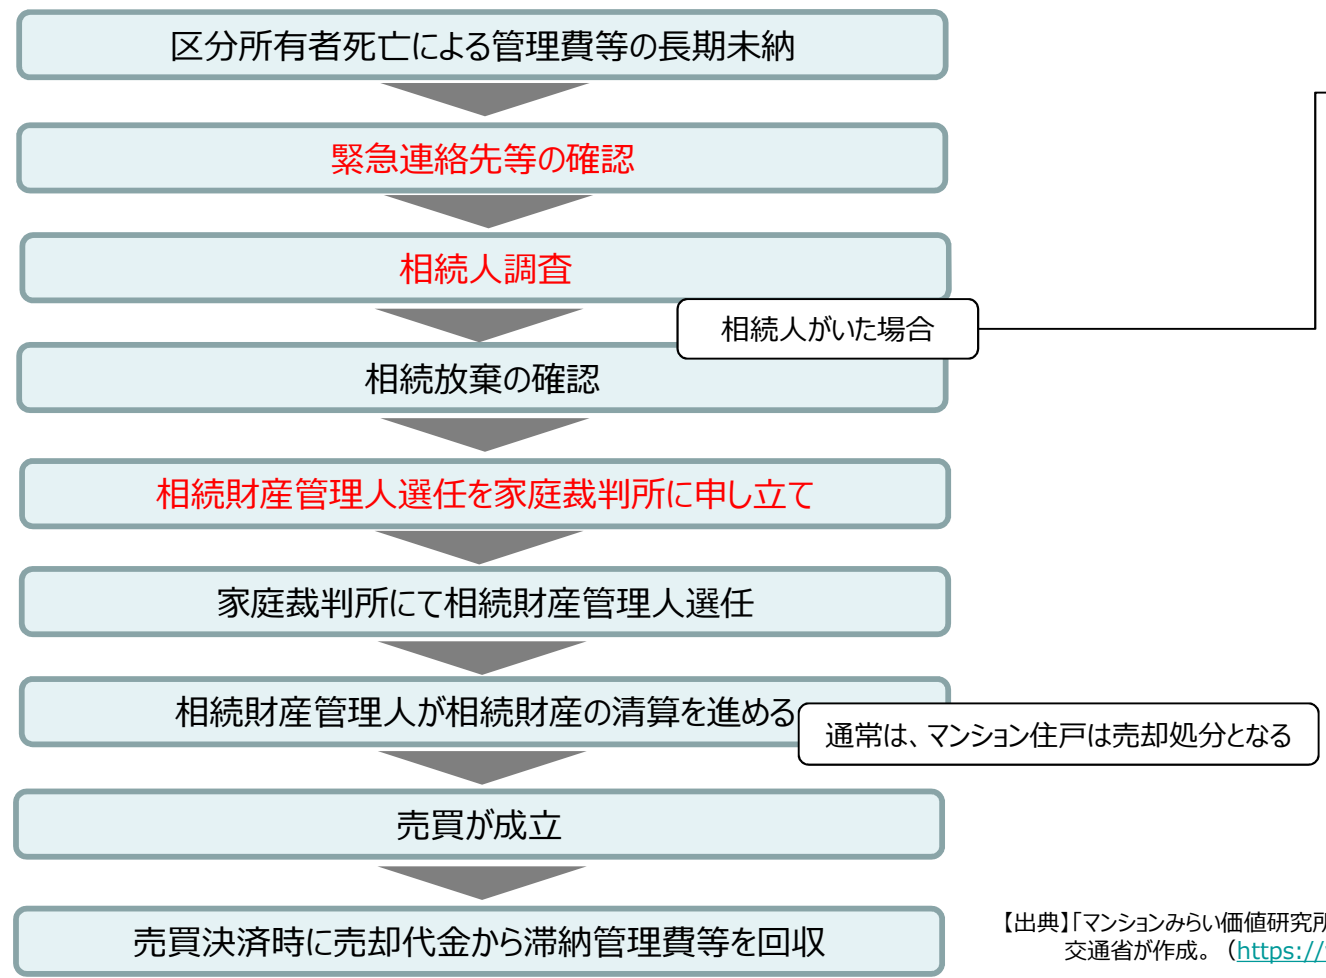 区分所有者死亡による管理費等の長期未納
緊急連絡先等の確認
相続人調査
相続人がいた場合
相続放棄の確認
相続財産管理人選任を家庭裁判所に申し立て
家庭裁判所にて相続財産管理人選任
相続財産管理人が相続財産の清算を進める
通常は、マンション住戸は売却処分となる
売買が成立
売買決済時に売却代金から滞納管理費等を回収
【出典】「マンションみらい価値研究所
交通省が作成。（https://